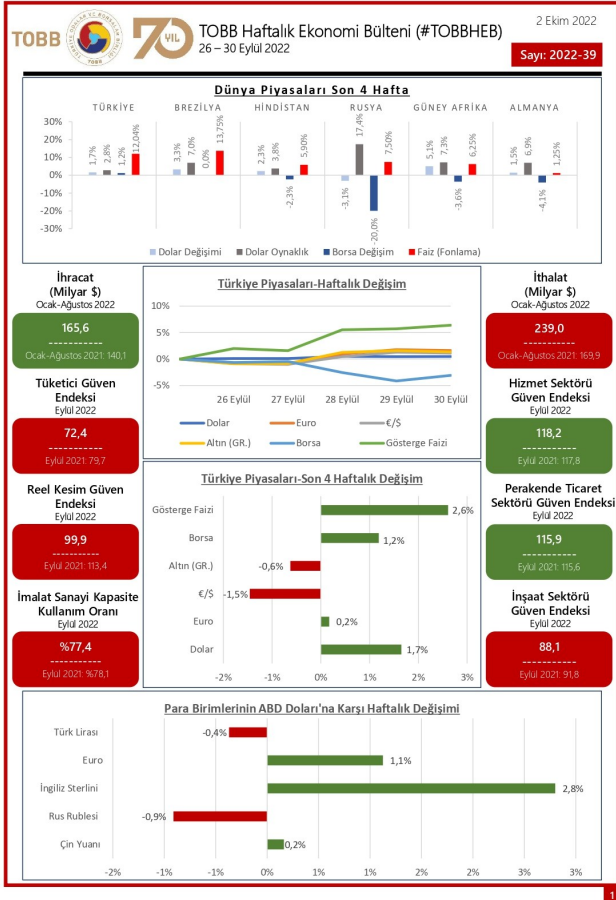 TOBB
TÜRKİYE ODALAR VE BORSALAR BİRLİĞİ
TOBB
70 YIL
TOBB Haftalık Ekonomi Bülteni (#TOBBHEB)
26 – 30 Eylül 2022
2 Ekim 2022
Sayı: 2022-39
Dünya Piyasaları Son 4 Hafta
TÜRKİYE BREZİLYA HİNDİSTAN RUSYA GÜNEY AFRİKA ALMANYA
30%
20%
10%
0%
-10%
-20%
-30%
1,7% 2,8% 1,2% 12,04%
3,3% 7,0% 0,0% 13,75%
2,3% 3,8% -2,3% 5,90%
-3,1% 17,4% -20,0% 7,50%
5,1% 7,3% -3,6% 6,25%
1,5% 6,9% -4,1% 1,25%
Dolar Değişimi Dolar Oynaklık Borsa Değişim Faiz (Fonlama)
İhracat
(Milyar $)
Ocak-Ağustos 2022
165,6
-----------
Ocak-Ağustos 2021: 140,1
Tüketici Güven
Endeksi
Eylül 2022
72,4
-----------
Eylül 2021: 79,7
Reel Kesim Güven
Endeksi
Eylül 2022
99,9
-----------
Eylül 2021: 113,4
İmalat Sanayi Kapasite
Kullanım Oranı
Eylül 2022
%77,4
-----------
Eylül 2021: %78,1
Türkiye Piyasaları-Haftalık Değişim
10%
5%
0%
-5%
26 Eylül 27 Eylül 28 Eylül 29 Eylül 30 Eylül
Dolar Euro €/$
Altın (GR.) Borsa Gösterge Faizi
Türkiye Piyasaları-Son 4 Haftalık Değişim
Gösterge Faizi 2,6%
Borsa 1,2%
Altın (GR.) -0,6%
€/$ -1,5%
Euro 0,2%
Dolar 1,7%
-2% -1% 0% 1% 2% 3%
İthalat
(Milyar $)
Ocak-Ağustos 2022
239,0
-----------
Ocak-Ağustos 2021: 169,9
Hizmet Sektörü
Güven Endeksi
Eylül 2022
118,2
-----------
Eylül 2021: 117,8
Perakende Ticaret
Sektörü Güven Endeksi
Eylül 2022
115,9
-----------
Eylül 2021: 115,6
İnşaat Sektörü
Güven Endeksi
Eylül 2022
88,1
-----------
Eylül 2021: 91,8
Para Birimlerinin ABD Doları'na Karşı Haftalık Değişimi
Türk Lirası -0,4%
Euro 1,1%
İngiliz Sterlini 2,8%
Rus Rublesi -0,9%
Çin Yuanı 0,2%
-2% -1% -1% 0% 1% 1% 2% 2% 3% 3%
1